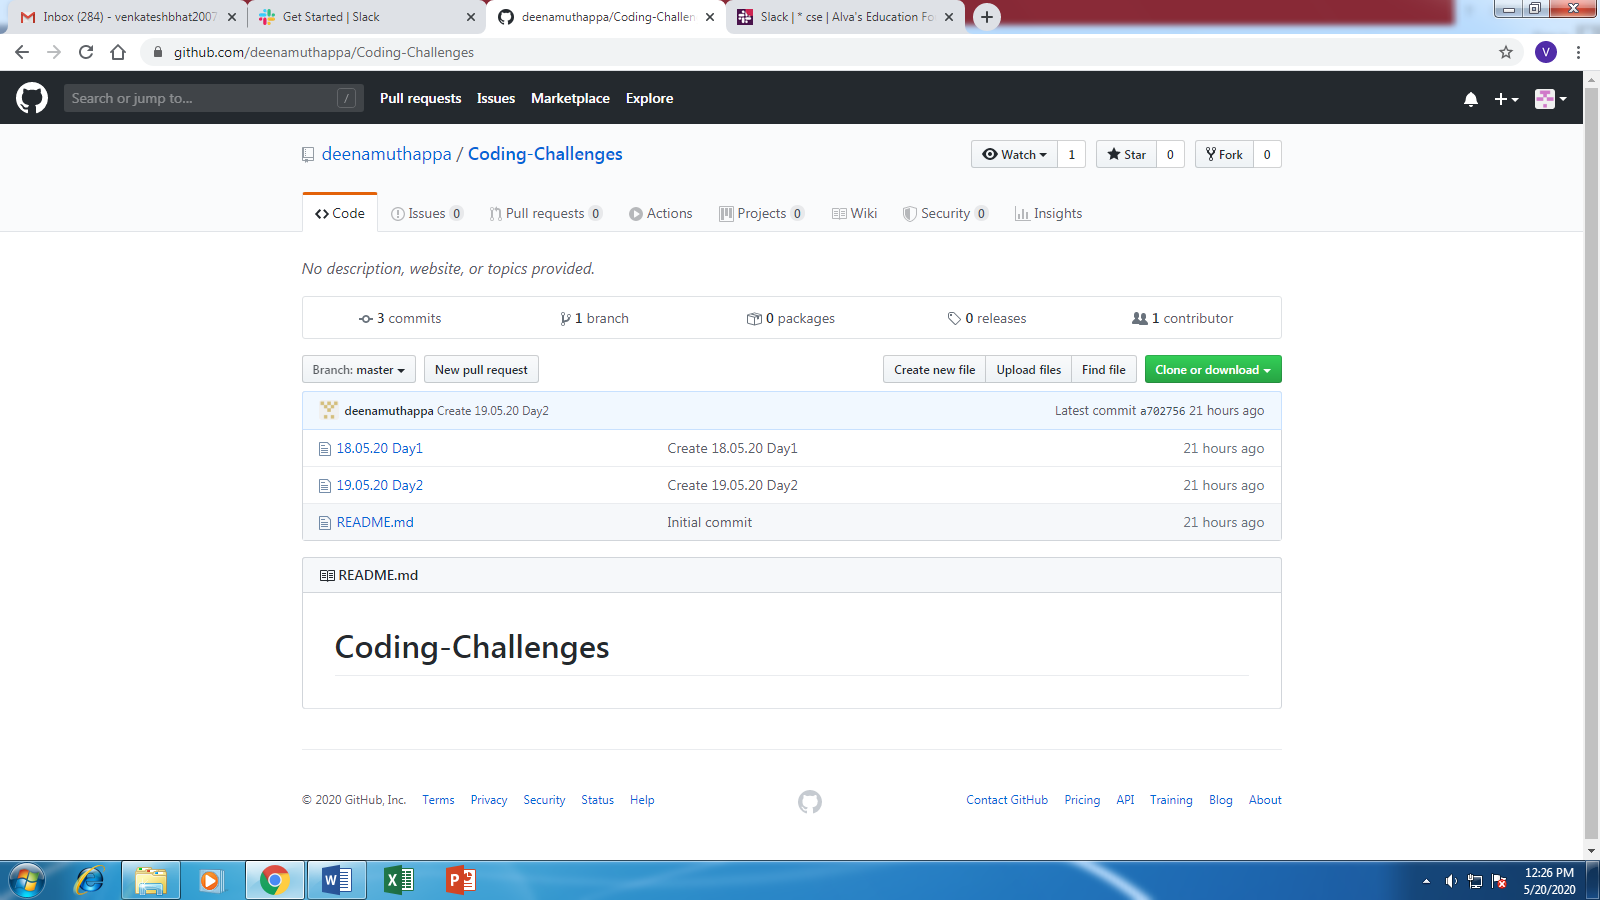 Inbox (284) - venkateshbhat2007
Get Started | Slack
deenamuthappa/Coding-Challen
Slack | * cse | Alva's Education Fo
github.com/deenamuthappa/Coding-Challenges
V
Search or jump to... /
Pull requests Issues Marketplace Explore
deenamuthappa / Coding-Challenges
Watch 1 Star 0 Fork 0
Code Issues 0 Pull requests 0 Actions Projects 0 Wiki Security 0 Insights
No description, website, or topics provided.
3 commits 1 branch 0 packages 0 releases 1 contributor
Branch: master New pull request Create new file Upload files Find file Clone or download
deenamuthappa Create 19.05.20 Day2 Latest commit a702756 21 hours ago
18.05.20 Day1 Create 18.05.20 Day1 21 hours ago
19.05.20 Day2 Create 19.05.20 Day2 21 hours ago
README.md Initial commit 21 hours ago
README.md
Coding-Challenges
© 2020 GitHub, Inc. Terms Privacy Security Status Help Contact GitHub Pricing API Training Blog About
12:26 PM
5/20/2020